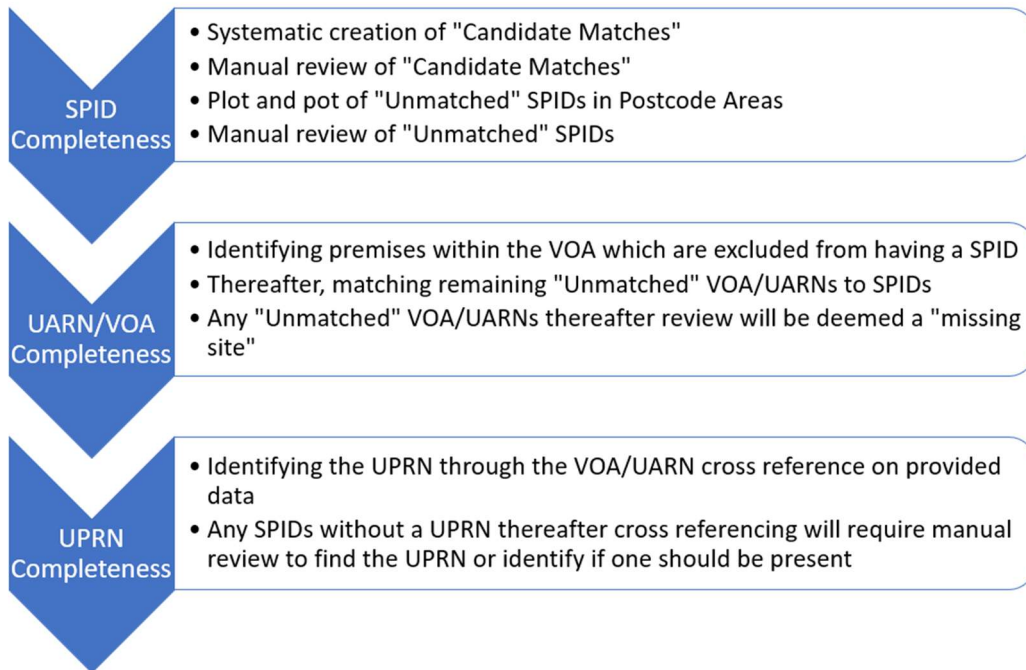 SPID
Completeness
• Systematic creation of "Candidate Matches"
• Manual review of "Candidate Matches"
• Plot and pot of "Unmatched" SPIDs in Postcode Areas
• Manual review of "Unmatched" SPIDs
UARN/VOA
Completeness
• Identifying premises within the VOA which are excluded from having a SPID
• Thereafter, matching remaining "Unmatched" VOA/UARNs to SPIDs
• Any "Unmatched" VOA/UARNs thereafter review will be deemed a "missing
site"
UPRN
Completeness
• Identifying the UPRN through the VOA/UARN cross reference on provided
data
• Any SPIDs without a UPRN thereafter cross referencing will require manual
review to find the UPRN or identify if one should be present